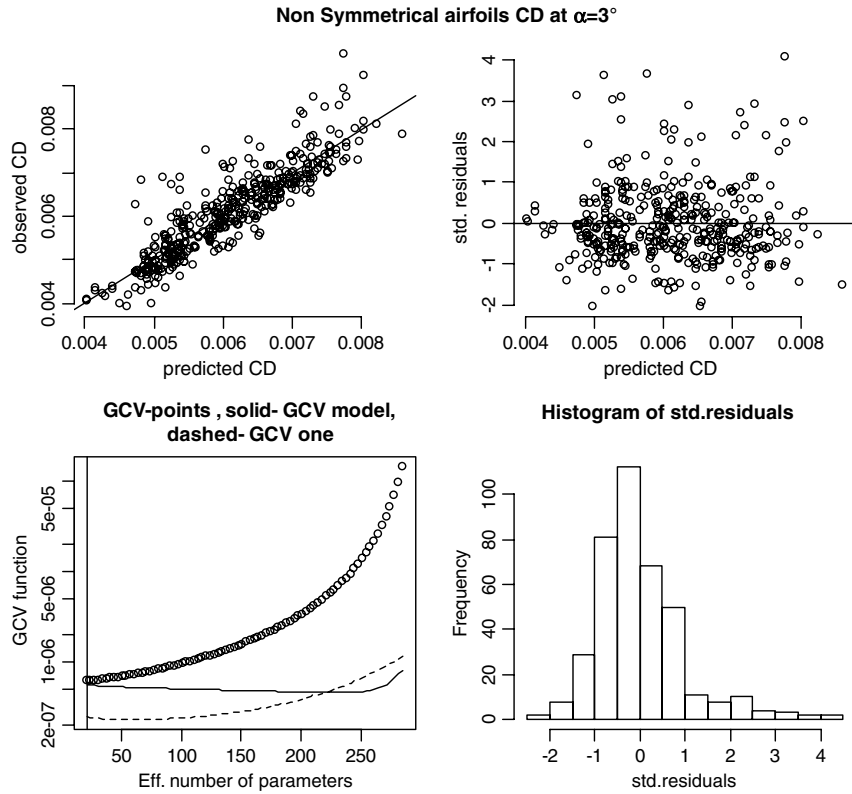 Non Symmetrical airfoils CD at α=3°
observed CD
0.008
0.006
0.004
0.004 0.005 0.006 0.007 0.008
predicted CD
std. residuals
4
3
2
1
0
-1
-2
0.004 0.005 0.006 0.007 0.008
predicted CD
GCV-points , solid- GCV model,
dashed- GCV one
GCV function
5e-05
5e-06
1e-06
2e-07
50 100 150 200 250
Eff. number of parameters
Histogram of std.residuals
Frequency
100
80
60
40
20
0
-2 -1 0 1 2 3 4
std.residuals